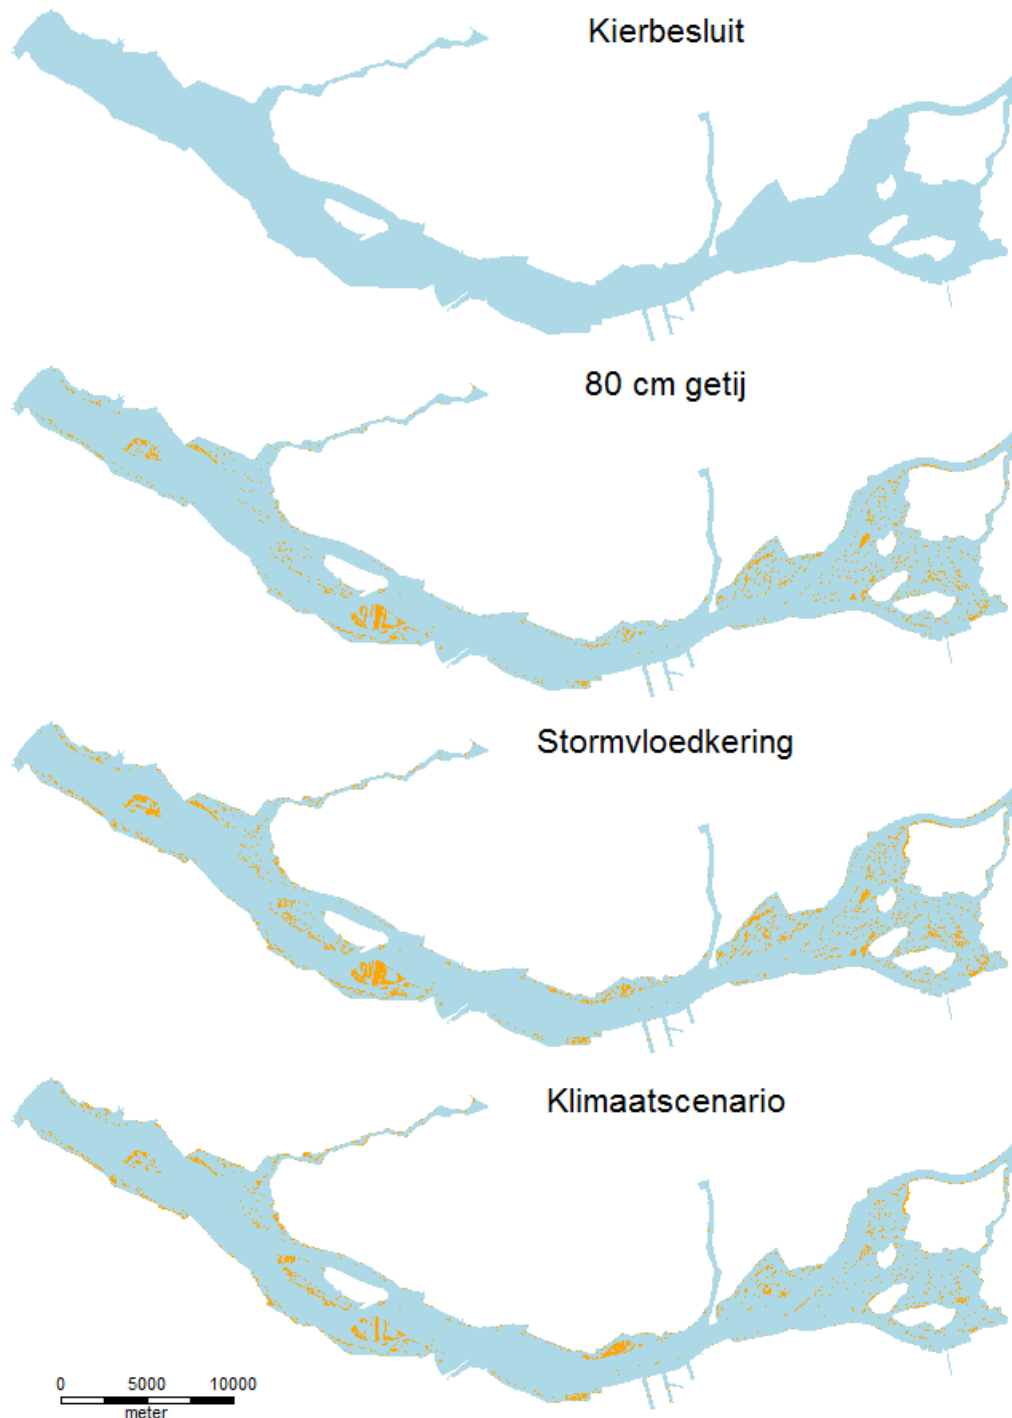 Kierbesluit
80 cm getij
Stormvloedkering
Klimaatscenario
0 5000 10000
meter